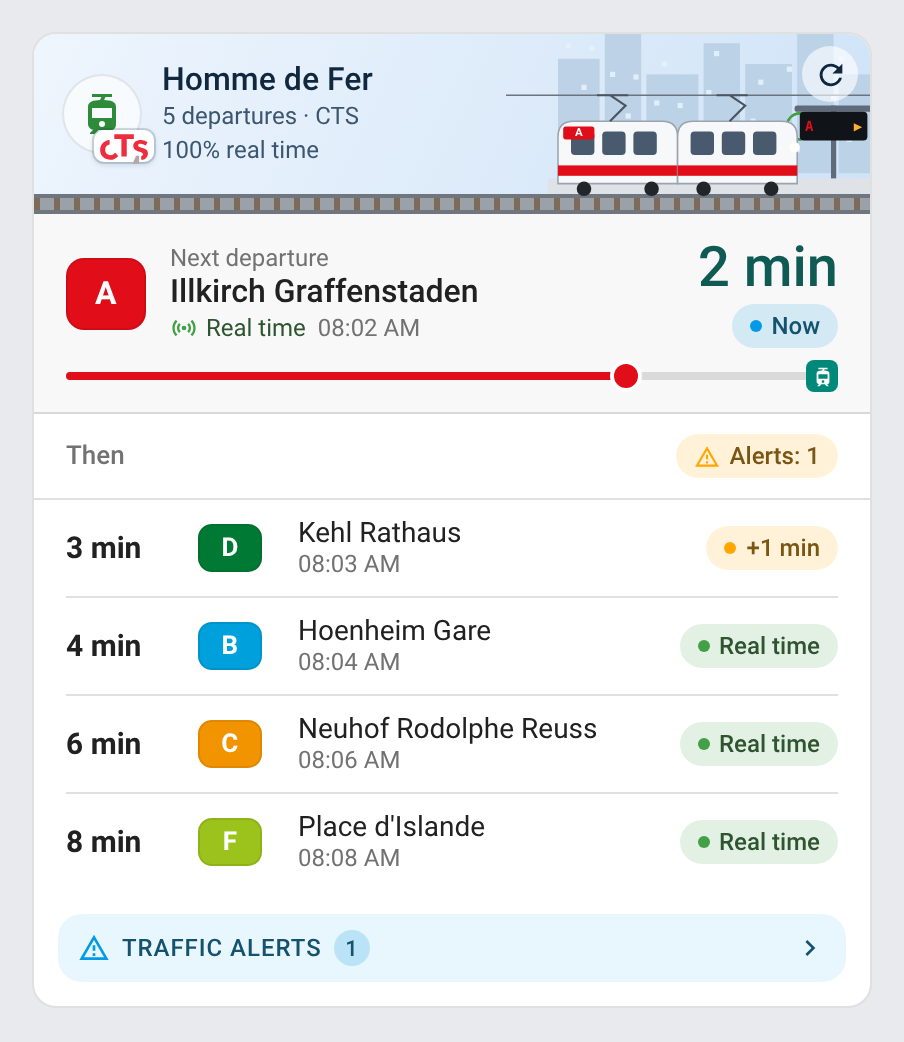 Homme de Fer
5 departures · CTS
100% real time
CTS
A
A
A
Next departure
Illkirch Graffenstaden
Real time 08:02 AM
2 min
Now
Then
Alerts: 1
3 min
D
Kehl Rathaus
08:03 AM
+1 min
4 min
B
Hoenheim Gare
08:04 AM
Real time
6 min
C
Neuhof Rodolphe Reuss
08:06 AM
Real time
8 min
F
Place d'Islande
08:08 AM
Real time
TRAFFIC ALERTS 1